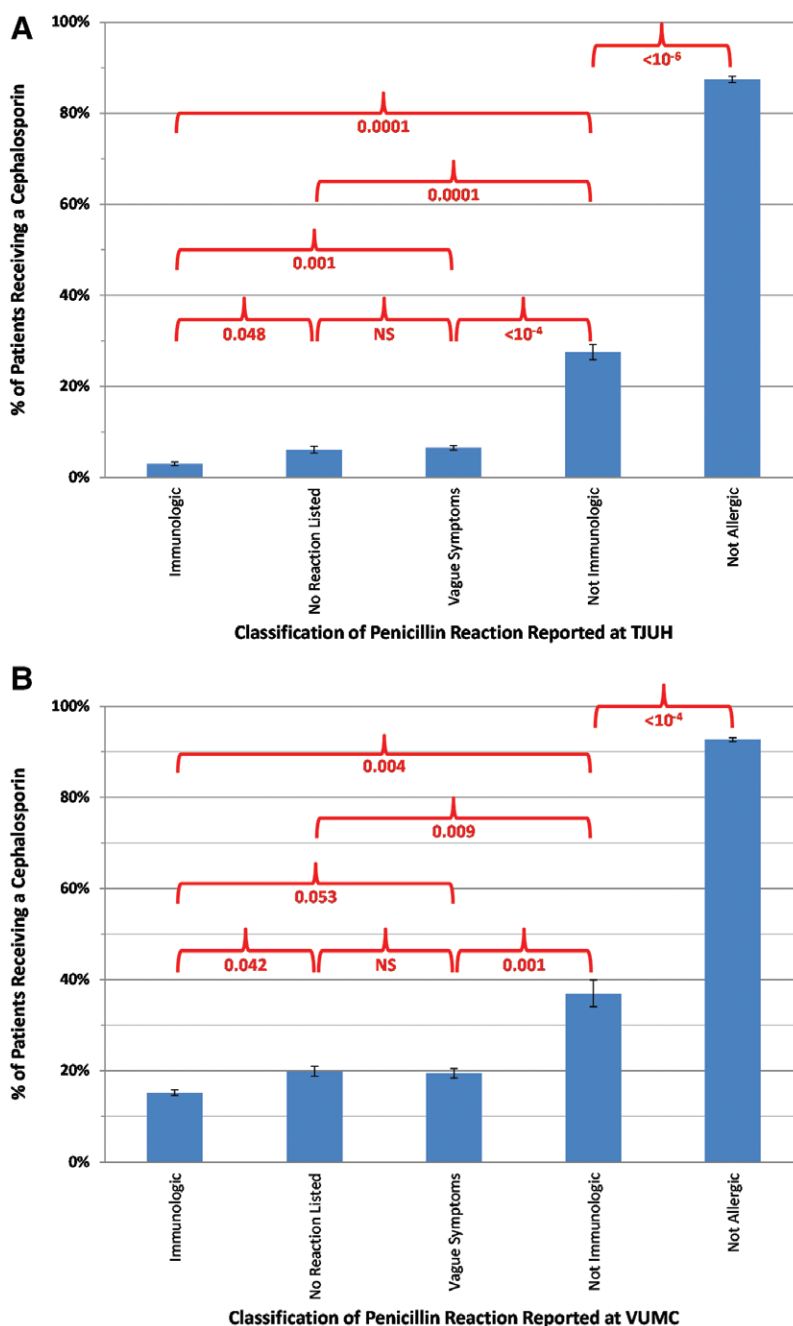 A
% of Patients Receiving a Cephalosporin
100%
80%
60%
40%
20%
0%
<10⁻⁶
0.0001
0.0001
0.001
0.048
NS
<10⁻⁴
Immunologic
No Reaction Listed
Vague Symptoms
Not Immunologic
Not Allergic
Classification of Penicillin Reaction Reported at TJUH
B
% of Patients Receiving a Cephalosporin
100%
80%
60%
40%
20%
0%
<10⁻⁴
0.004
0.009
0.053
0.042
NS
0.001
Immunologic
No Reaction Listed
Vague Symptoms
Not Immunologic
Not Allergic
Classification of Penicillin Reaction Reported at VUMC